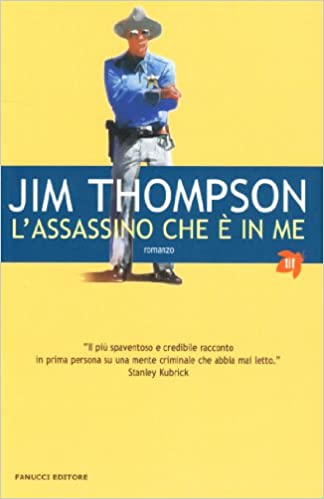 JIM THOMPSON
L'ASSASSINO CHE È IN ME
romanzo
"Il più spaventoso e credibile racconto
in prima persona su una mente criminale che abbia mai letto."
Stanley Kubrick
FANUCCI EDITORE